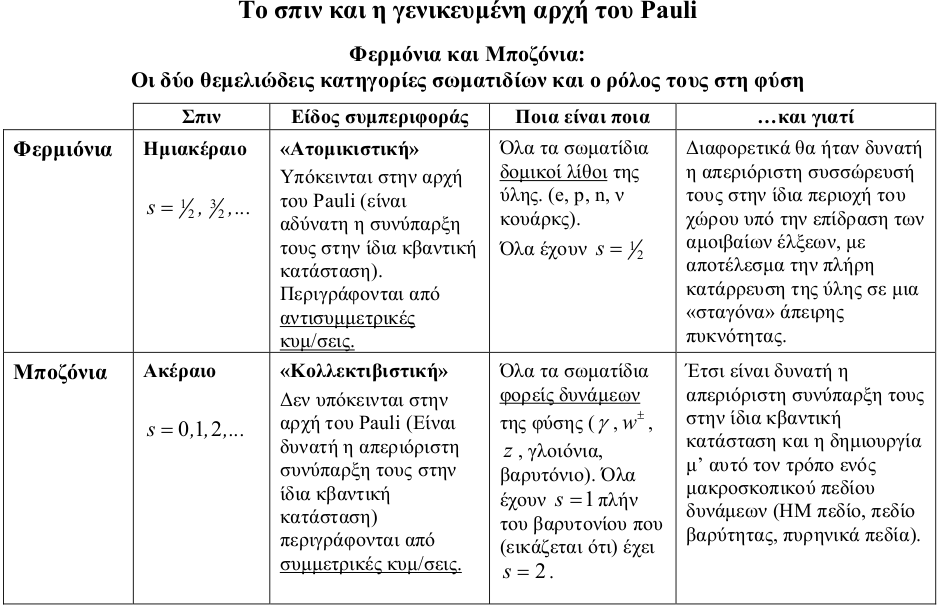 Το σπιν και η γενικευμένη αρχή του Pauli
Φερμόνια και Μποζόνια:
Οι δύο θεμελιώδεις κατηγορίες σωματιδίων και ο ρόλος τους στη φύση
Σπιν
Είδος συμπεριφοράς
Ποια είναι ποια
…και γιατί
Φερμιόνια
Ημιακέραιο
s = 1/2, 3/2,...
«Ατομικιστική»
Υπόκεινται στην αρχή
του Pauli (είναι
αδύνατη η συνύπαρξη
τους στην ίδια κβαντική
κατάσταση).
Περιγράφονται από
αντισυμμετρικές
κυμ/σεις.
Όλα τα σωματίδια
δομικοί λίθοι της
ύλης. (e, p, n, ν
κουάρκς).
Όλα έχουν s = 1/2
Διαφορετικά θα ήταν δυνατή
η απεριόριστη συσσώρευσή
τους στην ίδια περιοχή του
χώρου υπό την επίδραση των
αμοιβαίων έλξεων, με
αποτέλεσμα την πλήρη
κατάρρευση της ύλης σε μια
«σταγόνα» άπειρης
πυκνότητας.
Μποζόνια
Ακέραιο
s = 0,1,2,...
«Κολλεκτιβιστική»
Δεν υπόκεινται στην
αρχή του Pauli (Είναι
δυνατή η απεριόριστη
συνύπαρξη τους στην
ίδια κβαντική
κατάσταση)
περιγράφονται από
συμμετρικές κυμ/σεις.
Όλα τα σωματίδια
φορείς δυνάμεων
της φύσης (γ, w±,
z, γλοιόνια,
βαρυτόνιο). Όλα
έχουν s = 1 πλήν
του βαρυτονίου που
(εικάζεται ότι) έχει
s = 2.
Έτσι είναι δυνατή η
απεριόριστη συνύπαρξη τους
στην ίδια κβαντική
κατάσταση και η δημιουργία
μ’ αυτό τον τρόπο ενός
μακροσκοπικού πεδίου
δυνάμεων (ΗΜ πεδίο, πεδίο
βαρύτητας, πυρηνικά πεδία).